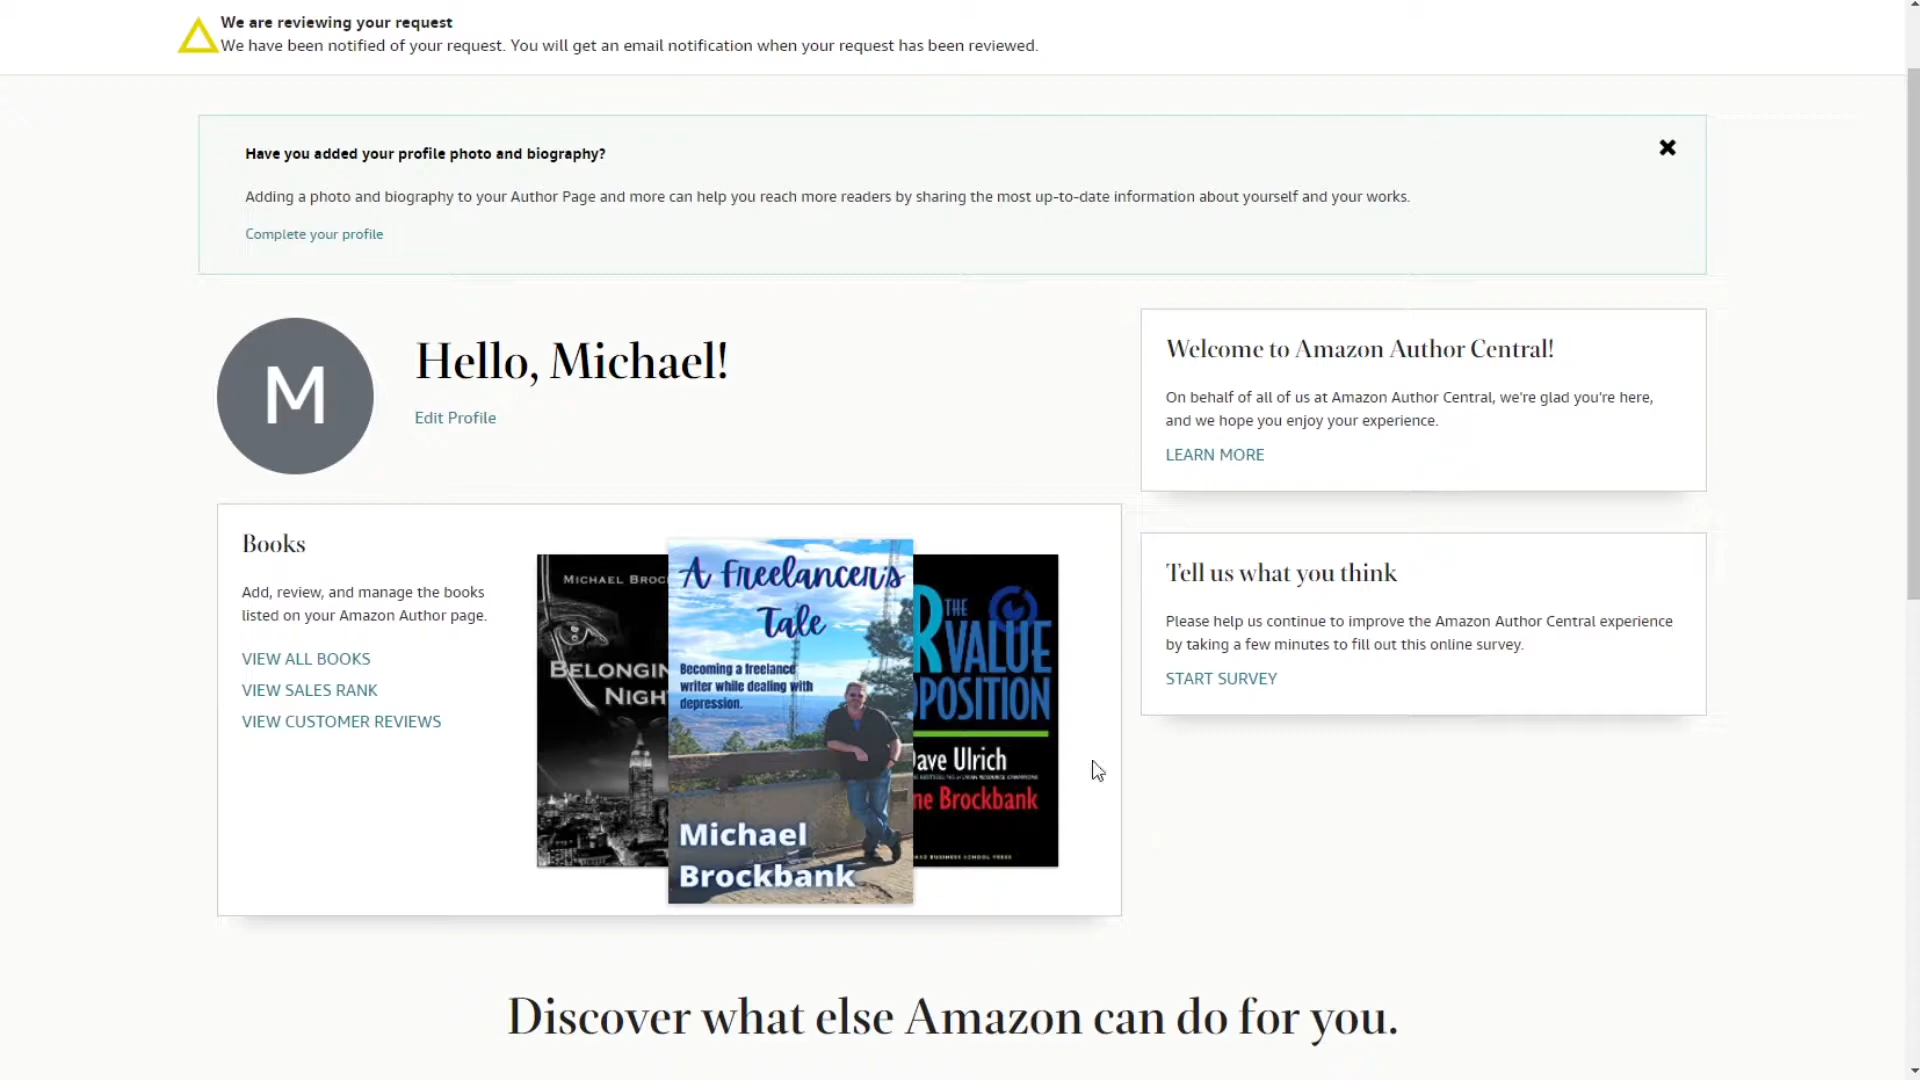 We are reviewing your request
We have been notified of your request. You will get an email notification when your request has been reviewed.
Have you added your profile photo and biography?
Adding a photo and biography to your Author Page and more can help you reach more readers by sharing the most up-to-date information about yourself and your works.
Complete your profile
M
Hello, Michael!
Edit Profile
Welcome to Amazon Author Central!
On behalf of all of us at Amazon Author Central, we're glad you're here,
and we hope you enjoy your experience.
LEARN MORE
Books
Add, review, and manage the books
listed on your Amazon Author page.
VIEW ALL BOOKS
VIEW SALES RANK
VIEW CUSTOMER REVIEWS
MICHAEL BROC
BELONGIN
NIGH
A Freelancer's
Tale
Becoming a freelance
writer while dealing with
depression.
Michael
Brockbank
R THE
VALUE
POSITION
ave Ulrich
ne Brockbank
Tell us what you think
Please help us continue to improve the Amazon Author Central experience
by taking a few minutes to fill out this online survey.
START SURVEY
Discover what else Amazon can do for you.